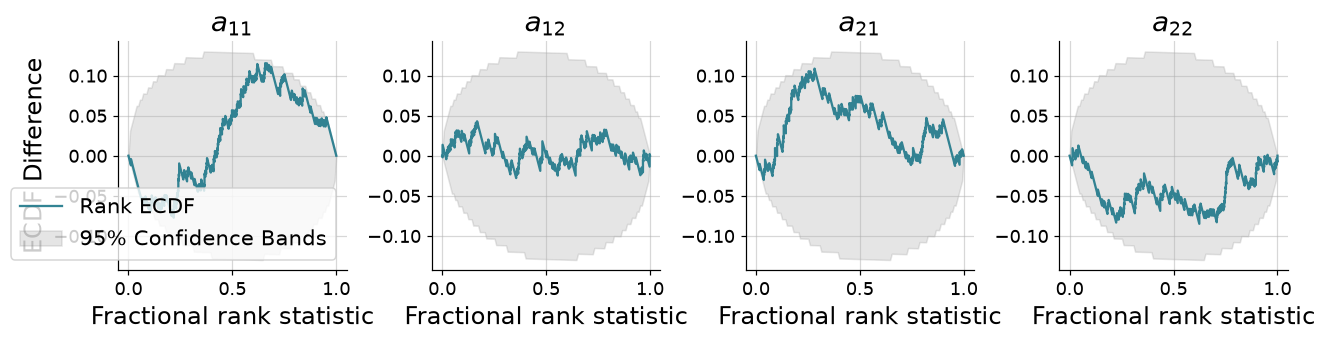 a11 a12 a21 a22
ECDF Difference
0.10 0.10 0.10 0.10
0.05 0.05 0.05 0.05
0.00 0.00 0.00 0.00
−0.05 −0.05 −0.05 −0.05
−0.10 −0.10 −0.10
Rank ECDF
95% Confidence Bands
0.0 0.5 1.0 0.0 0.5 1.0 0.0 0.5 1.0 0.0 0.5 1.0
Fractional rank statistic Fractional rank statistic Fractional rank statistic Fractional rank statistic